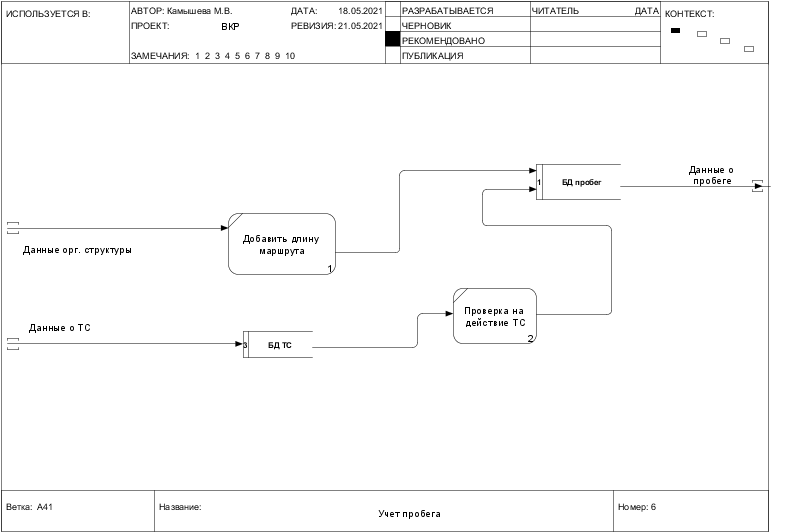 ИСПОЛЬЗУЕТСЯ В:
АВТОР: Камышева М.В.
ДАТА: 18.05.2021
ПРОЕКТ: ВКР
РЕВИЗИЯ: 21.05.2021
ЗАМЕЧАНИЯ: 1 2 3 4 5 6 7 8 9 10
РАЗРАБАТЫВАЕТСЯ
ЧЕРНОВИК
РЕКОМЕНДОВАНО
ПУБЛИКАЦИЯ
ЧИТАТЕЛЬ ДАТА
КОНТЕКСТ:
Данные о
пробеге
1 БД пробег
Добавить длину
маршрута
1
Данные орг. структуры
Данные о ТС
3 БД ТС
Проверка на
действие ТС
2
Ветка: A41
Название:
Учет пробега
Номер: 6